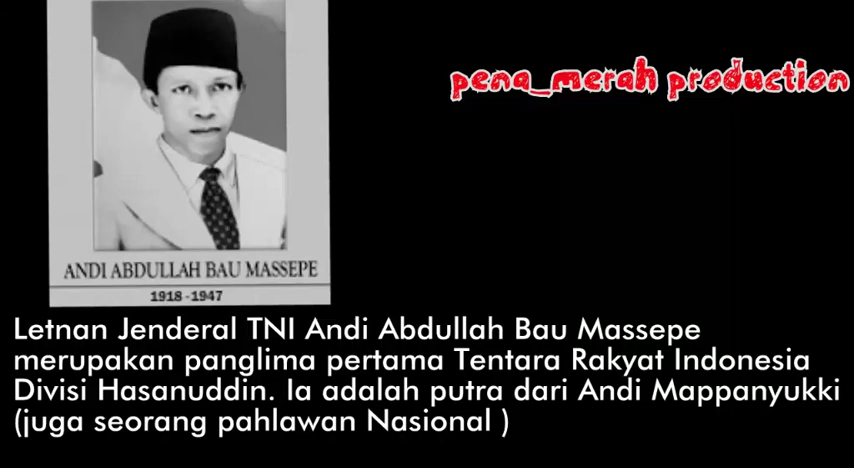 pena_merah production
ANDI ABDULLAH BAU MASSEPE
1918 -1947
Letnan Jenderal TNI Andi Abdullah Bau Massepe
merupakan panglima pertama Tentara Rakyat Indonesia
Divisi Hasanuddin. Ia adalah putra dari Andi Mappanyukki
(juga seorang pahlawan Nasional )